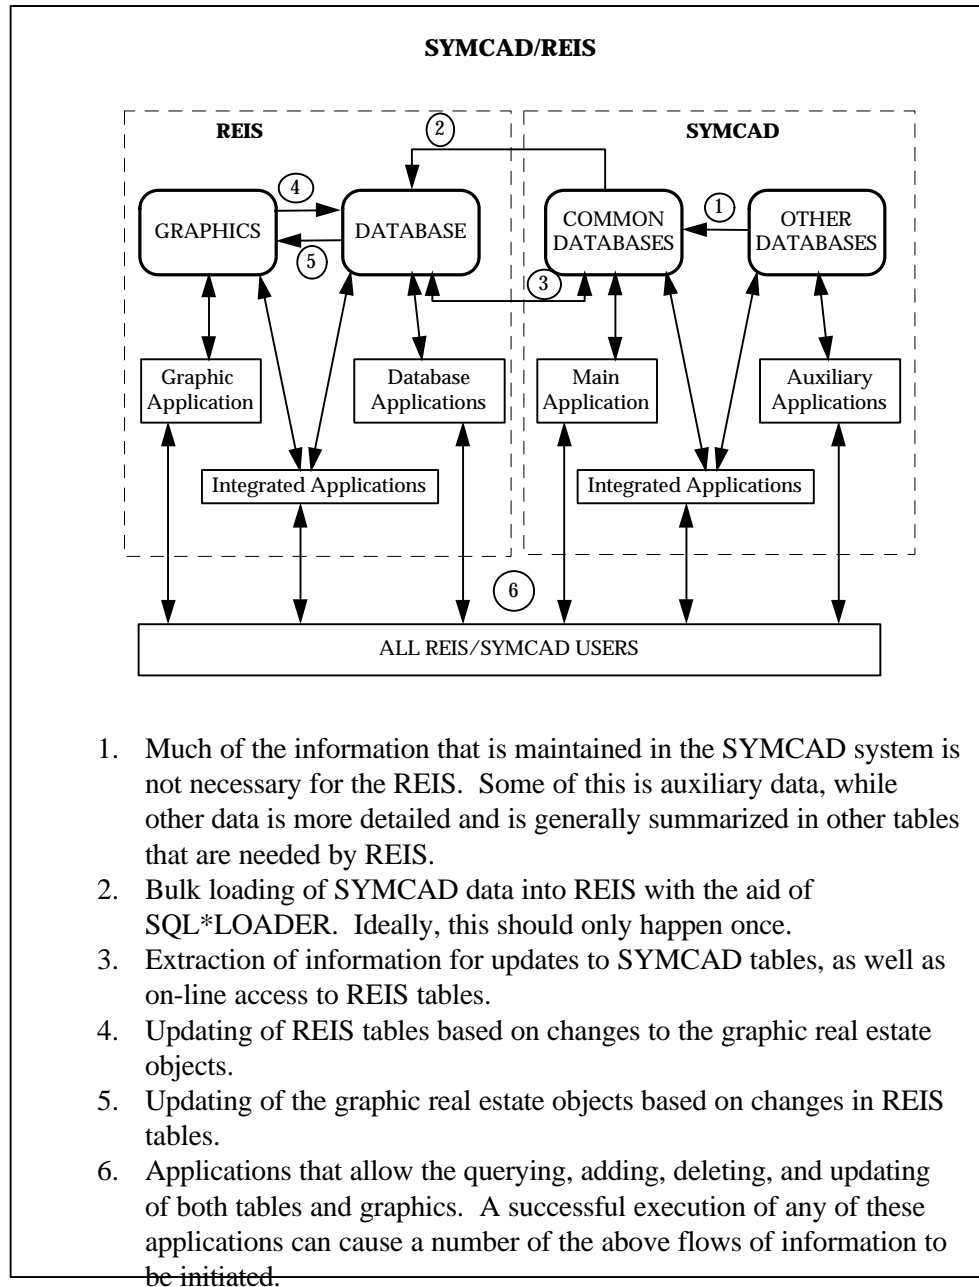 SYMCAD/REIS
REIS
SYMCAD
2
4
1
GRAPHICS
DATABASE
COMMON
DATABASES
OTHER
DATABASES
5
3
Graphic
Application
Database
Applications
Main
Application
Auxiliary
Applications
Integrated Applications
Integrated Applications
6
ALL REIS/SYMCAD USERS
1. Much of the information that is maintained in the SYMCAD system is
not necessary for the REIS. Some of this is auxiliary data, while
other data is more detailed and is generally summarized in other tables
that are needed by REIS.
2. Bulk loading of SYMCAD data into REIS with the aid of
SQL*LOADER. Ideally, this should only happen once.
3. Extraction of information for updates to SYMCAD tables, as well as
on-line access to REIS tables.
4. Updating of REIS tables based on changes to the graphic real estate
objects.
5. Updating of the graphic real estate objects based on changes in REIS
tables.
6. Applications that allow the querying, adding, deleting, and updating
of both tables and graphics. A successful execution of any of these
applications can cause a number of the above flows of information to
be initiated.